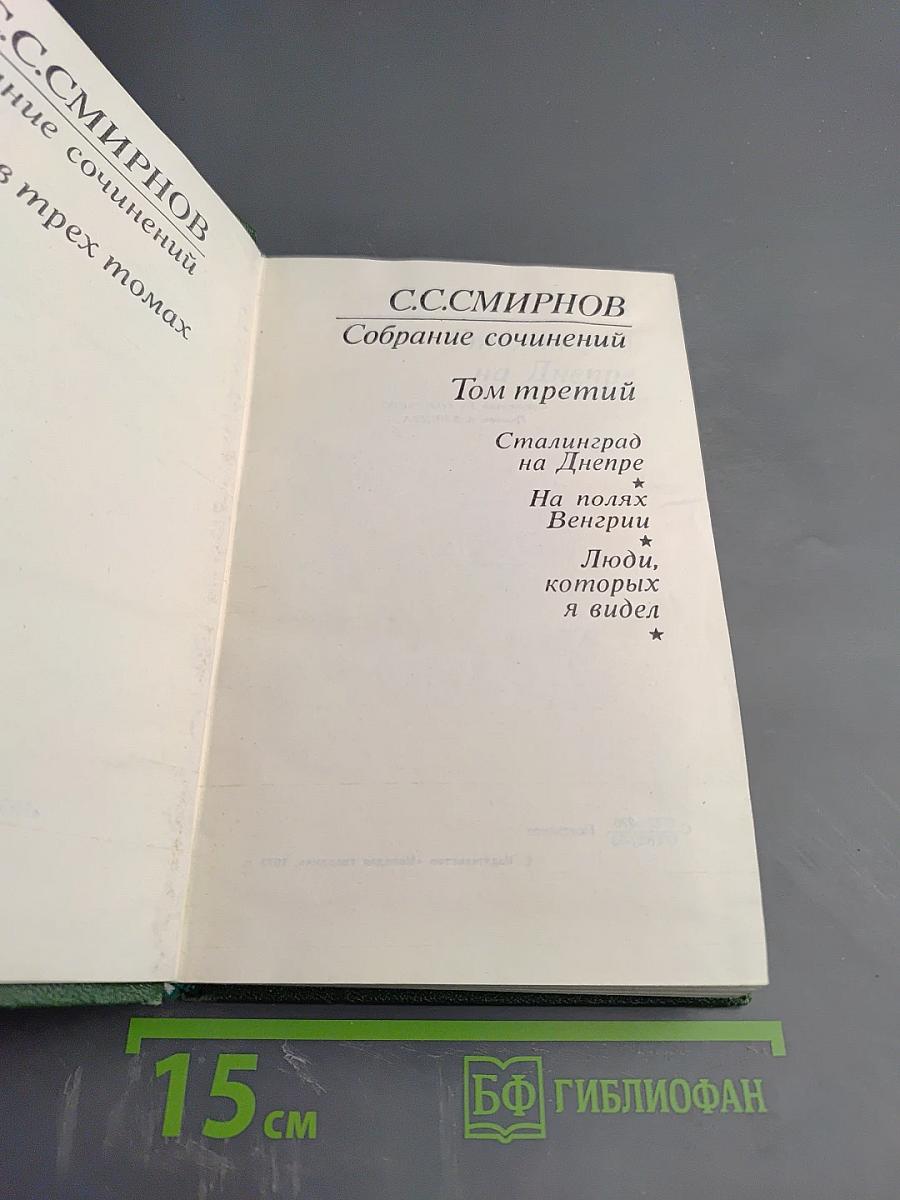 С.С.СМИРНОВ
сочинений
в трех томах
С.С.СМИРНОВ
Собрание сочинений
Том третий
Сталинград
на Днепре
★
На полях
Венгрии
★
Люди,
которых
я видел
★
15 см
БФ ГИБЛИОФАН